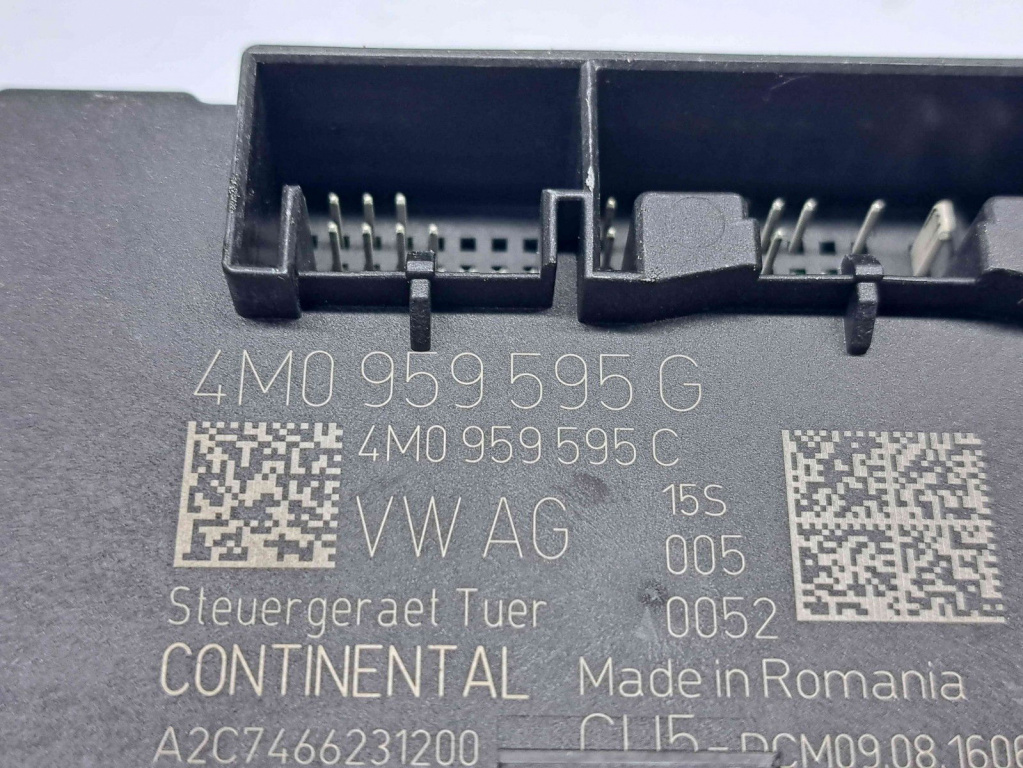 4M0 959 595 G
4M0 959 595 C
VW AG
15S
005
0052
Steuergeraet Tuer
CONTINENTAL
Made in Romania
A2C7466231200